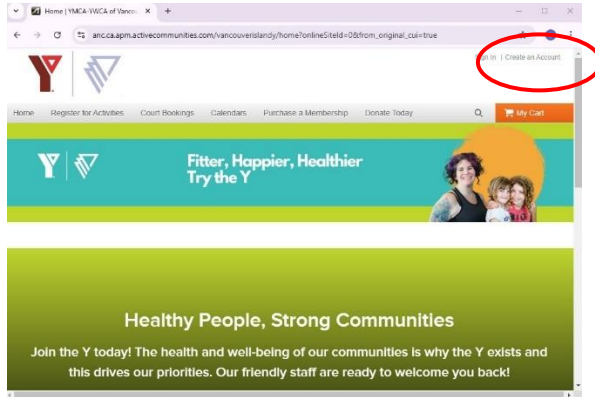 Home | YMCA-YWCA of Vancou
anc.ca.apm.activecommunities.com/vancouverislandy/home?onlineSiteId=0&from_original_cui=true
Sign In | Create an Account
Home Register for Activities Court Bookings Calendars Purchase a Membership Donate Today My Cart
Fitter, Happier, Healthier
Try the Y
Healthy People, Strong Communities
Join the Y today! The health and well-being of our communities is why the Y exists and
this drives our priorities. Our friendly staff are ready to welcome you back!